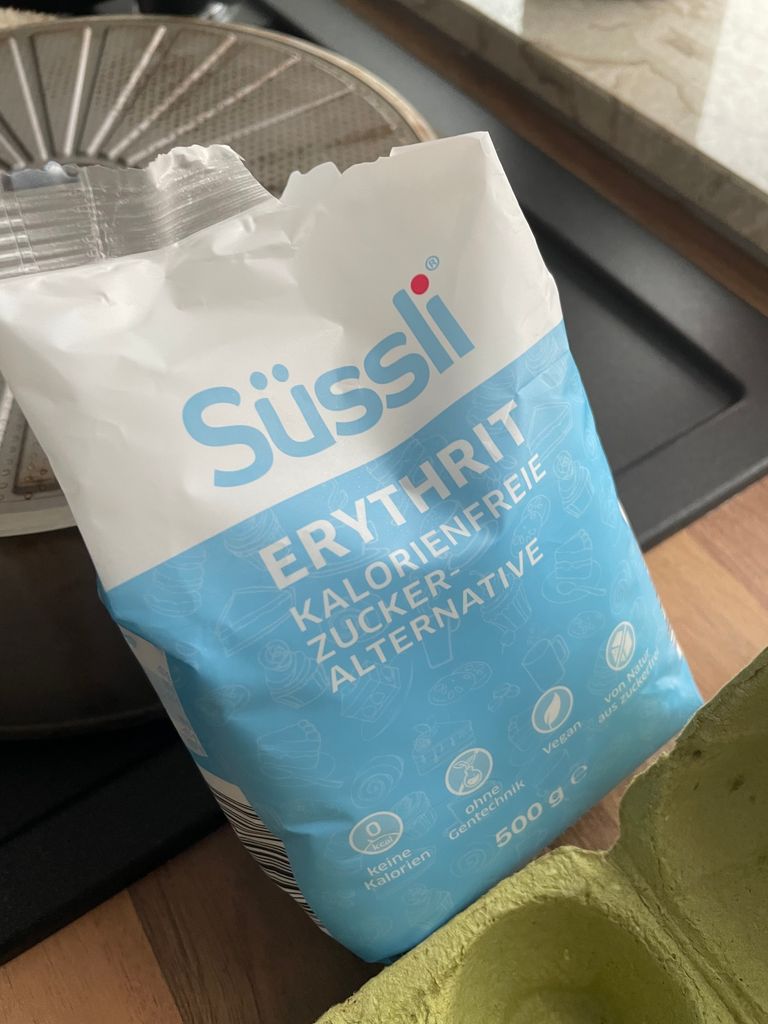 Süssli®
ERYTHRIT
KALORIENFREIE
ZUCKER-
ALTERNATIVE
0
kcal
keine
Kalorien
ohne
Gentechnik
Vegan
von Natur
aus zuckerfrei
500 g e